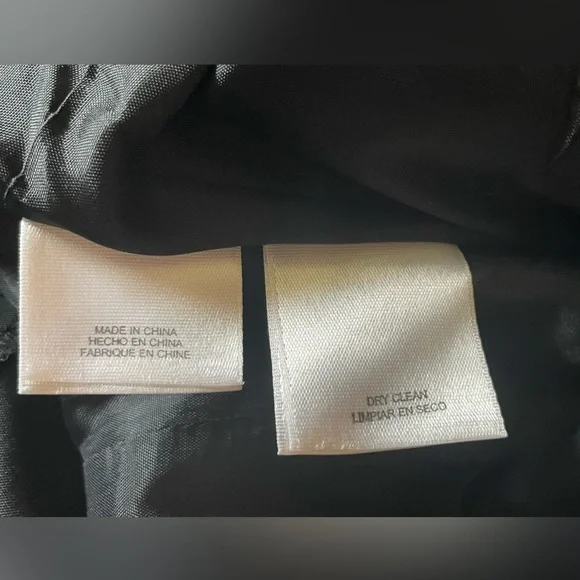 MADE IN CHINA
HECHO EN CHINA
FABRIQUE EN CHINE
DRY CLEAN
LIMPIAR EN SECO